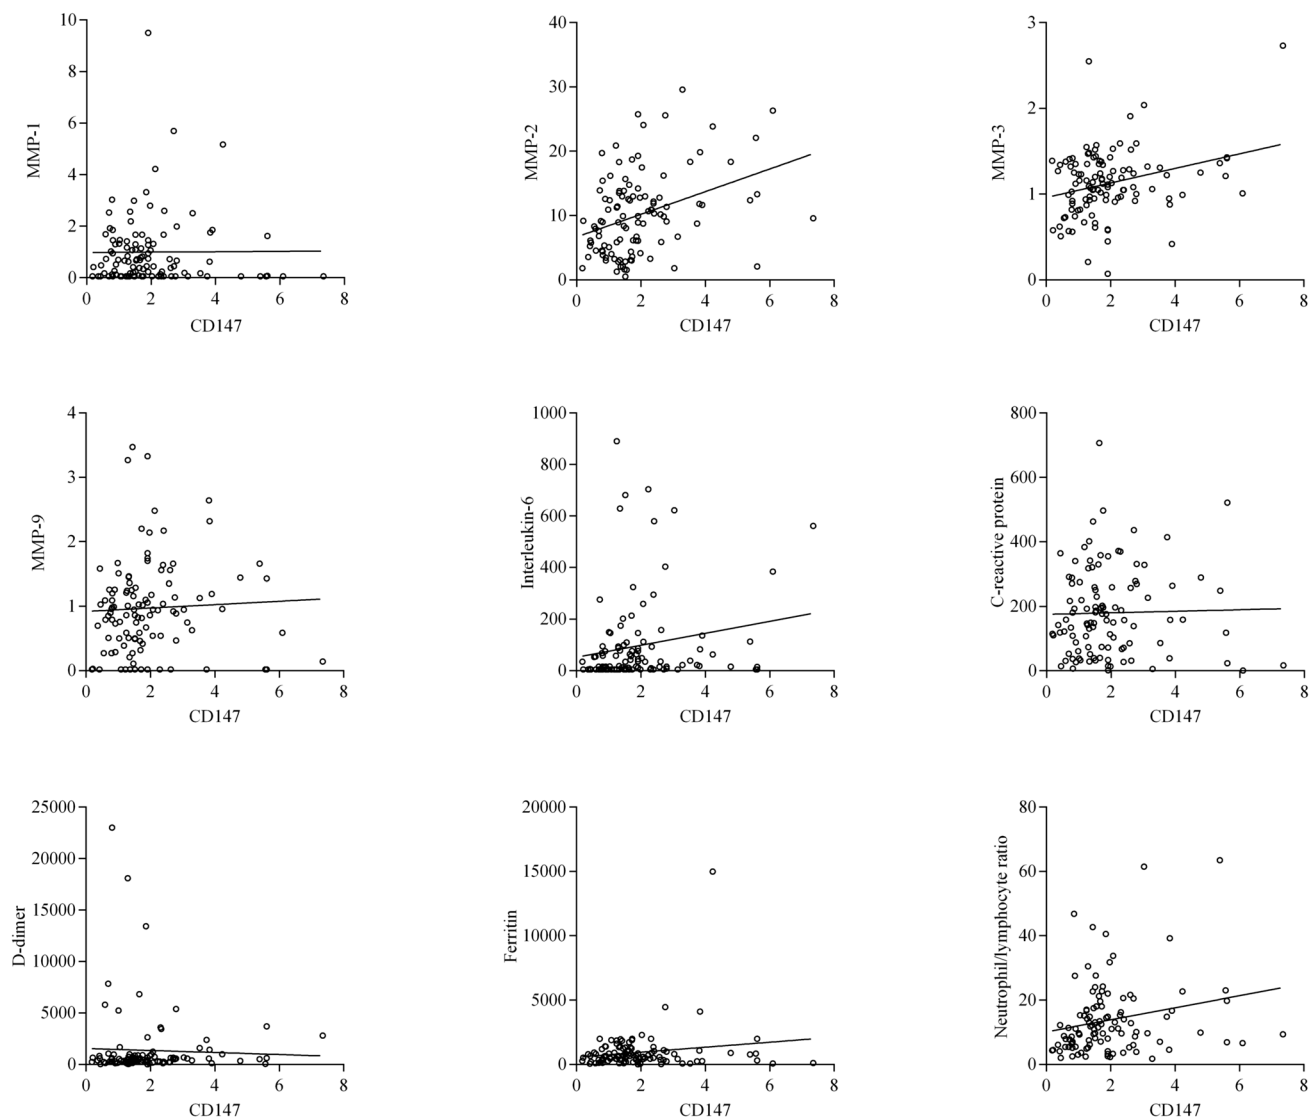 10
8
6
4
2
0
MMP-1
0 2 4 6 8
CD147
40
30
20
10
0
MMP-2
0 2 4 6 8
CD147
3
2
1
0
MMP-3
0 2 4 6 8
CD147
4
3
2
1
0
MMP-9
0 2 4 6 8
CD147
1000
800
600
400
200
0
Interleukin-6
0 2 4 6 8
CD147
800
600
400
200
0
C-reactive protein
0 2 4 6 8
CD147
25000
20000
15000
10000
5000
0
D-dimer
0 2 4 6 8
CD147
20000
15000
10000
5000
0
Ferritin
0 2 4 6 8
CD147
80
60
40
20
0
Neutrophil/lymphocyte ratio
0 2 4 6 8
CD147